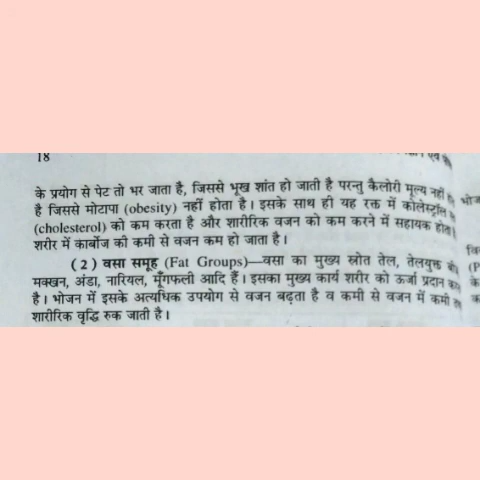 18
के प्रयोग से पेट तो भर जाता है, जिससे भूख शांत हो जाती है परन्तु कैलोरी मूल्य नहीं
है जिससे मोटापा (obesity) नहीं होता है। इसके साथ ही यह रक्त में कोलेस्ट्रॉल
(cholesterol) को कम करता है और शारीरिक वजन को कम करने में सहायक होता
शरीर में कार्बोज की कमी से वजन कम हो जाता है।
(2) वसा समूह (Fat Groups)—वसा का मुख्य स्रोत तेल, तेलयुक्त
मक्खन, अंडा, नारियल, मूँगफली आदि हैं। इसका मुख्य कार्य शरीर को ऊर्जा प्रदान
है। भोजन में इसके अत्यधिक उपयोग से वजन बढ़ता है व कमी से वजन में कमी
शारीरिक वृद्धि रुक जाती है।